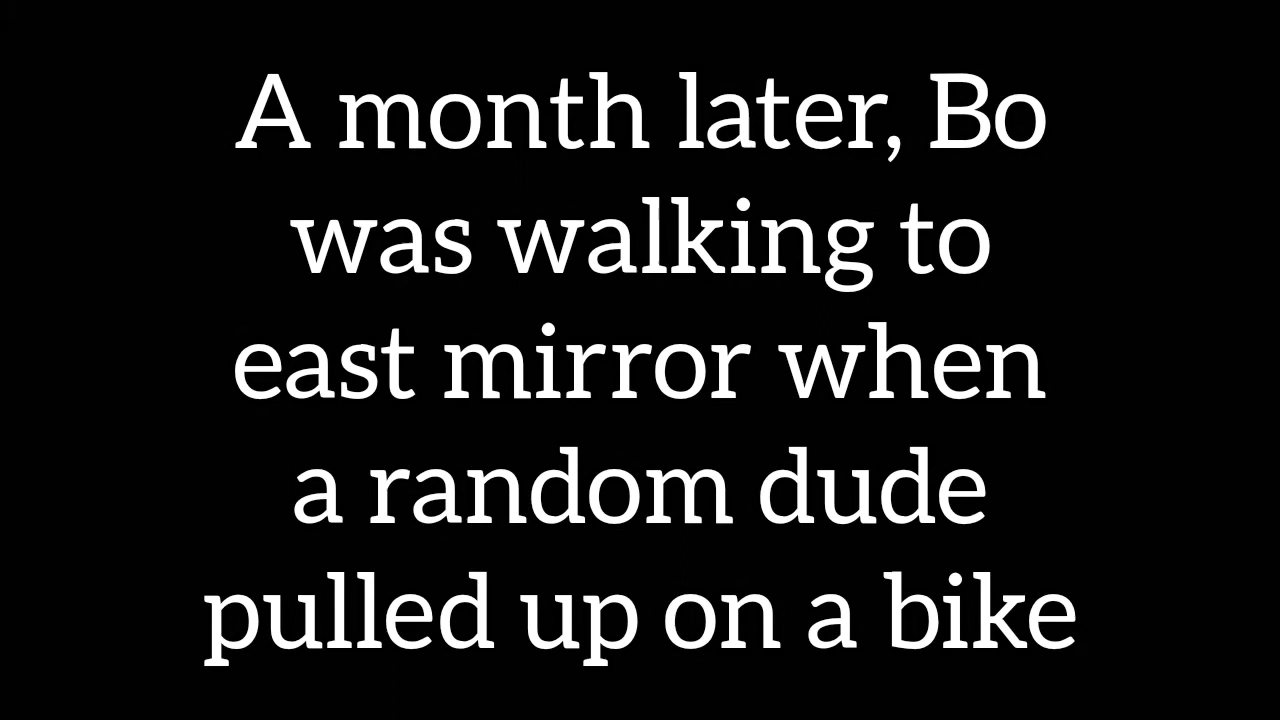 A month later, Bo
was walking to
east mirror when
a random dude
pulled up on a bike